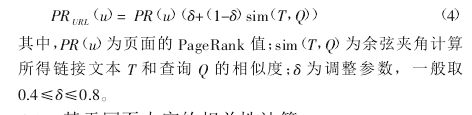 PR_URL(u) = PR(u)(δ+(1-δ)sim(T,Q)) (4)
其中,PR(u)为页面的 PageRank 值;sim(T,Q)为余弦夹角计算
所得链接文本 T 和查询 Q 的相似度;δ为调整参数,一般取
0.4≤δ≤0.8。